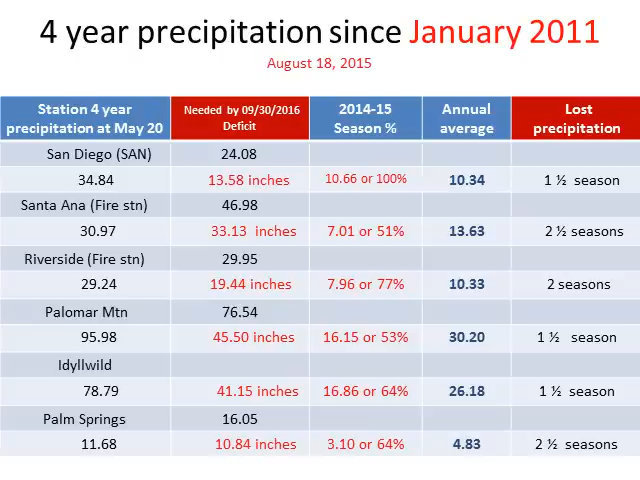 4 year precipitation since January 2011
August 18, 2015
Station 4 year precipitation at May 20 Needed by 09/30/2016 Deficit 2014-15 Season % Annual average Lost precipitation
San Diego (SAN) 24.08
34.84 13.58 inches 10.66 or 100% 10.34 1 ½ season
Santa Ana (Fire stn) 46.98
30.97 33.13 inches 7.01 or 51% 13.63 2 ½ seasons
Riverside (Fire stn) 29.95
29.24 19.44 inches 7.96 or 77% 10.33 2 seasons
Palomar Mtn 76.54
95.98 45.50 inches 16.15 or 53% 30.20 1 ½ season
Idyllwild
78.79 41.15 inches 16.86 or 64% 26.18 1 ½ season
Palm Springs 16.05
11.68 10.84 inches 3.10 or 64% 4.83 2 ½ seasons